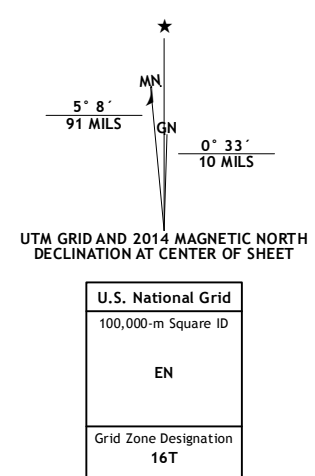 ★
MN
5° 8´
91 MILS
GN
0° 33´
10 MILS
UTM GRID AND 2014 MAGNETIC NORTH
DECLINATION AT CENTER OF SHEET
U.S. National Grid
100,000-m Square ID
EN
Grid Zone Designation
16T